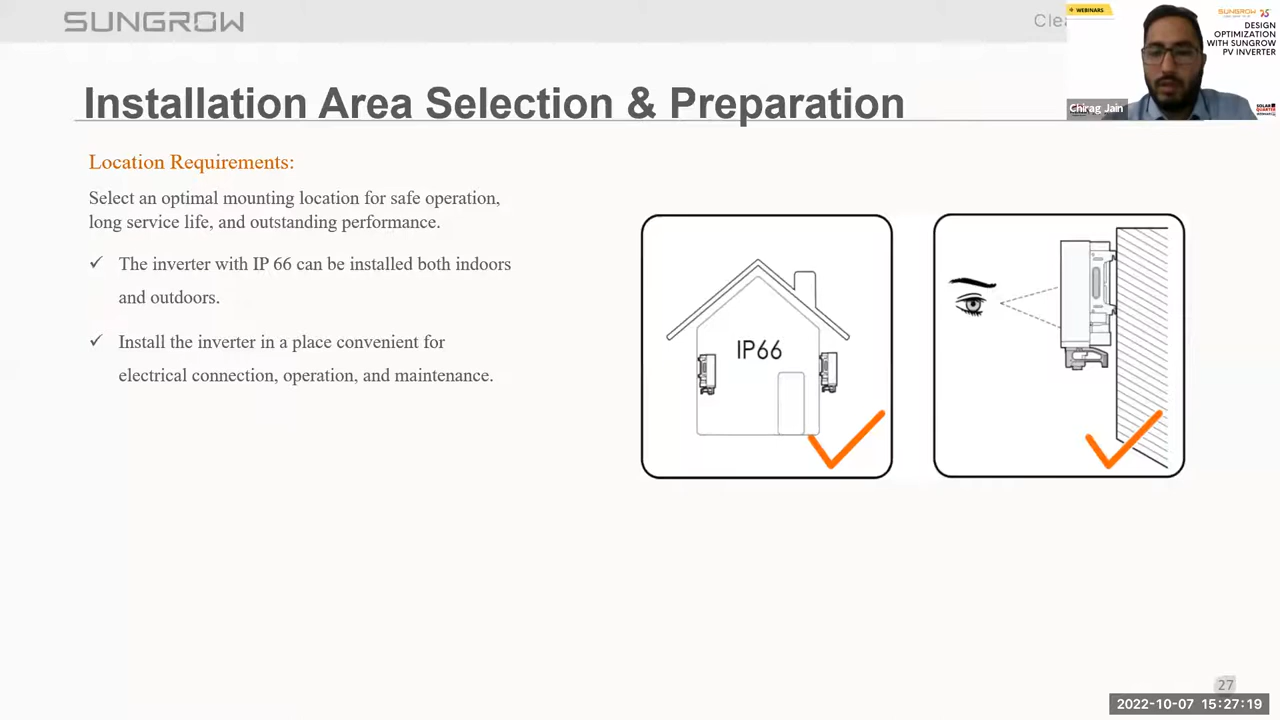 SUNGROW
WEBINARS
SUNGROW
DESIGN
OPTIMIZATION
WITH SUNGROW
PV INVERTER
Chirag Jain
SOLAR
QUARTER
Installation Area Selection & Preparation
Location Requirements:
Select an optimal mounting location for safe operation,
long service life, and outstanding performance.
✓ The inverter with IP 66 can be installed both indoors
and outdoors.
✓ Install the inverter in a place convenient for
electrical connection, operation, and maintenance.
IP66
27
2022-10-07 15:27:19